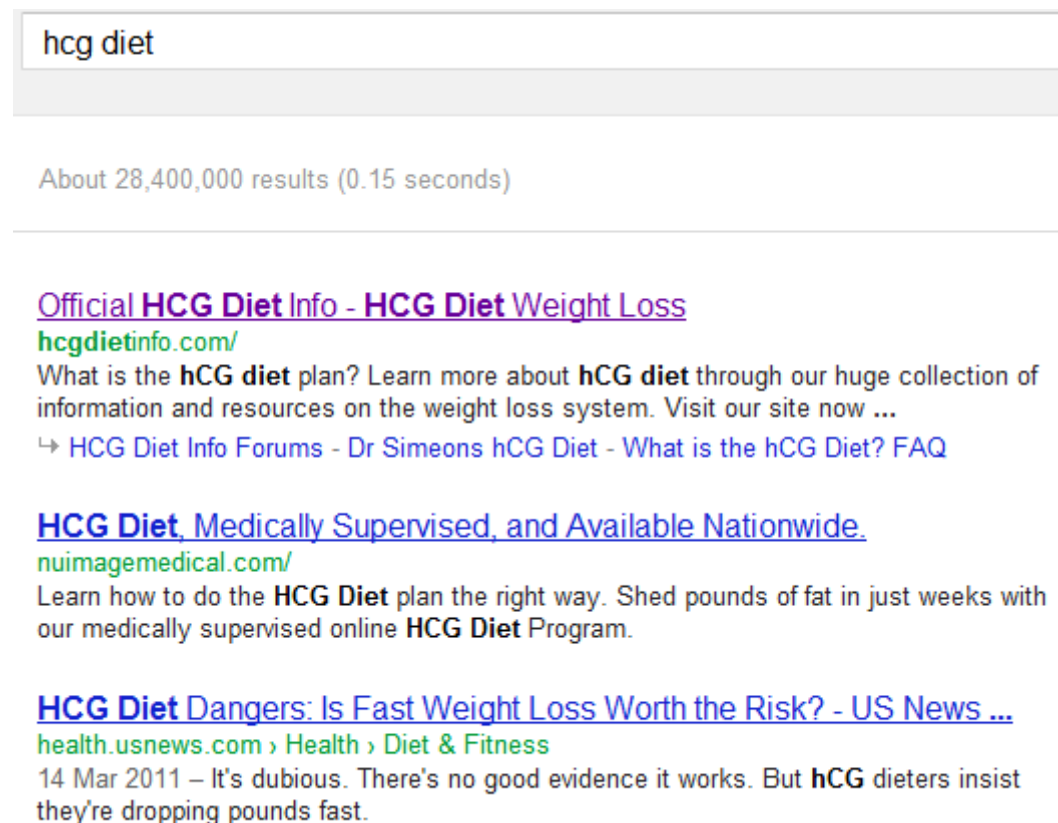 hcg diet
About 28,400,000 results (0.15 seconds)
Official HCG Diet Info - HCG Diet Weight Loss
hcgdietinfo.com/
What is the hCG diet plan? Learn more about hCG diet through our huge collection of
information and resources on the weight loss system. Visit our site now ...
↳ HCG Diet Info Forums - Dr Simeons hCG Diet - What is the hCG Diet? FAQ
HCG Diet, Medically Supervised, and Available Nationwide.
nuimagemedical.com/
Learn how to do the HCG Diet plan the right way. Shed pounds of fat in just weeks with
our medically supervised online HCG Diet Program.
HCG Diet Dangers: Is Fast Weight Loss Worth the Risk? - US News ...
health.usnews.com › Health › Diet & Fitness
14 Mar 2011 – It's dubious. There's no good evidence it works. But hCG dieters insist
they're dropping pounds fast.